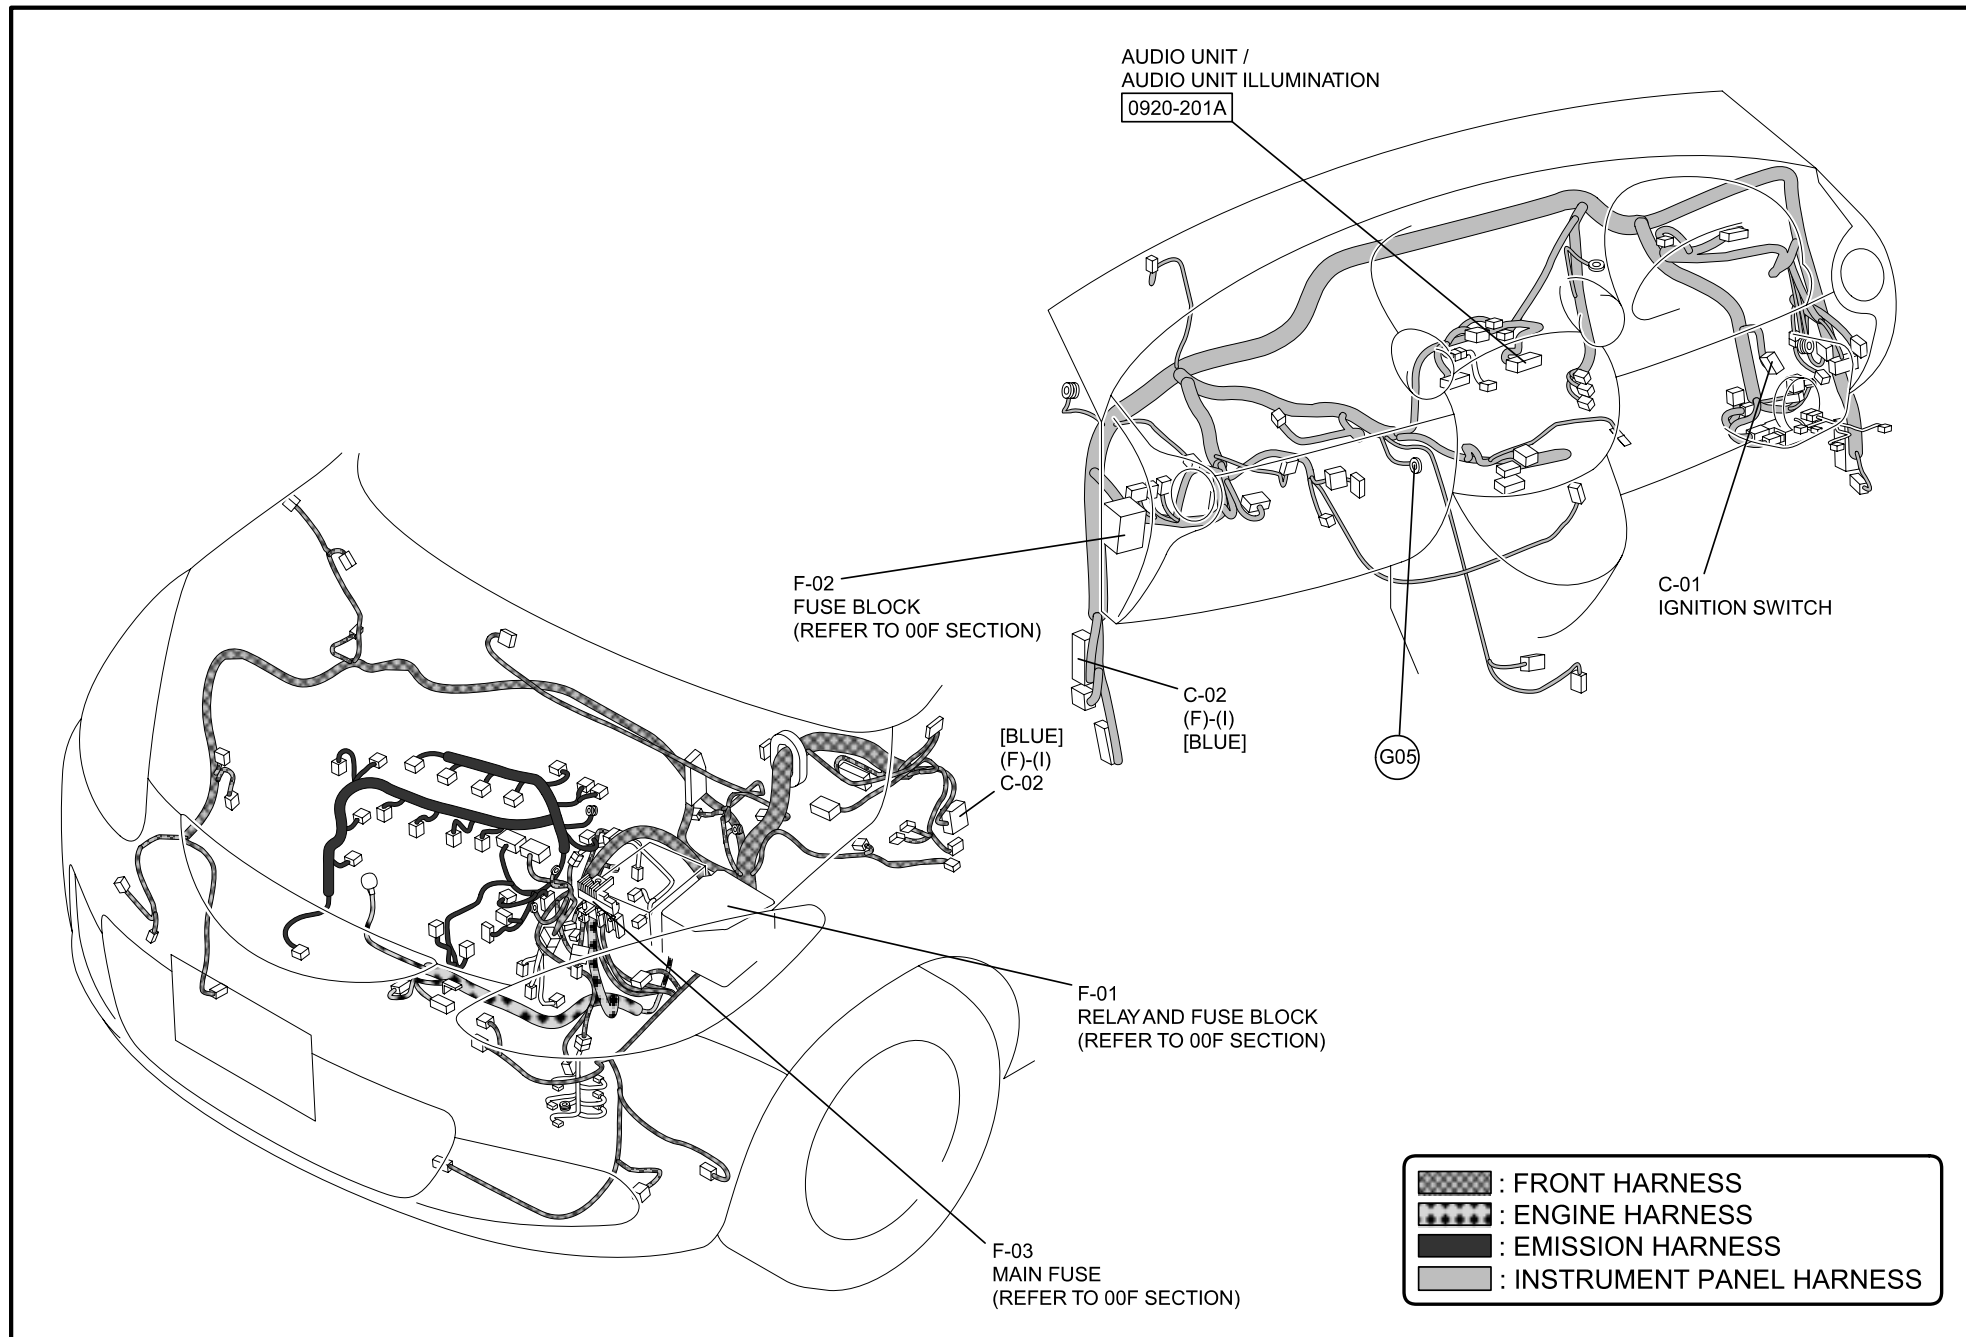 AUDIO UNIT /
AUDIO UNIT ILLUMINATION
0920-201A
F-02
FUSE BLOCK
(REFER TO 00F SECTION)
C-01
IGNITION SWITCH
C-02
(F)-(I)
[BLUE]
G05
[BLUE]
(F)-(I)
C-02
F-01
RELAY AND FUSE BLOCK
(REFER TO 00F SECTION)
F-03
MAIN FUSE
(REFER TO 00F SECTION)
: FRONT HARNESS
: ENGINE HARNESS
: EMISSION HARNESS
: INSTRUMENT PANEL HARNESS